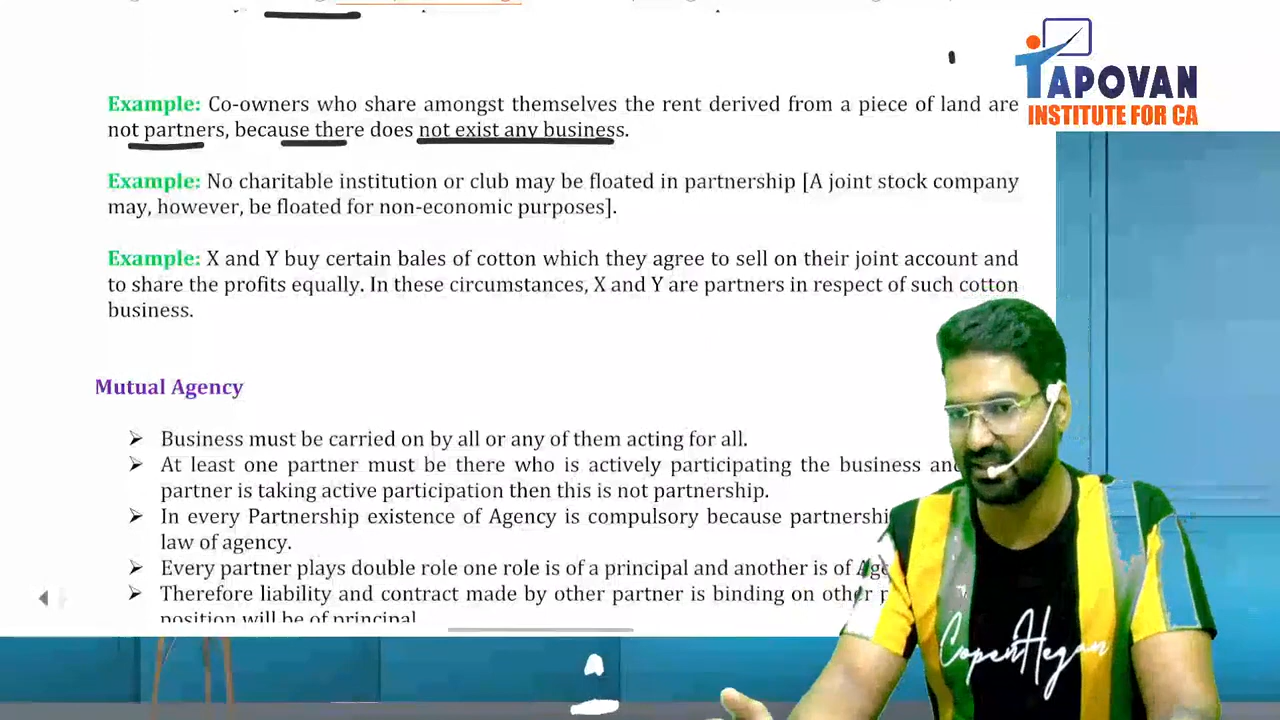 TAPOVAN
INSTITUTE FOR CA
Example: Co-owners who share amongst themselves the rent derived from a piece of land are
not partners, because there does not exist any business.
Example: No charitable institution or club may be floated in partnership [A joint stock company
may, however, be floated for non-economic purposes].
Example: X and Y buy certain bales of cotton which they agree to sell on their joint account and
to share the profits equally. In these circumstances, X and Y are partners in respect of such cotton
business.
Mutual Agency
➢ Business must be carried on by all or any of them acting for all.
➢ At least one partner must be there who is actively participating the business
partner is taking active participation then this is not partnership.
➢ In every Partnership existence of Agency is compulsory because
law of agency.
➢ Every partner plays double role one role is of a principal and another is of
➢ Therefore liability and contract made by other partner is binding on other
position will be of principal
CopenHegan